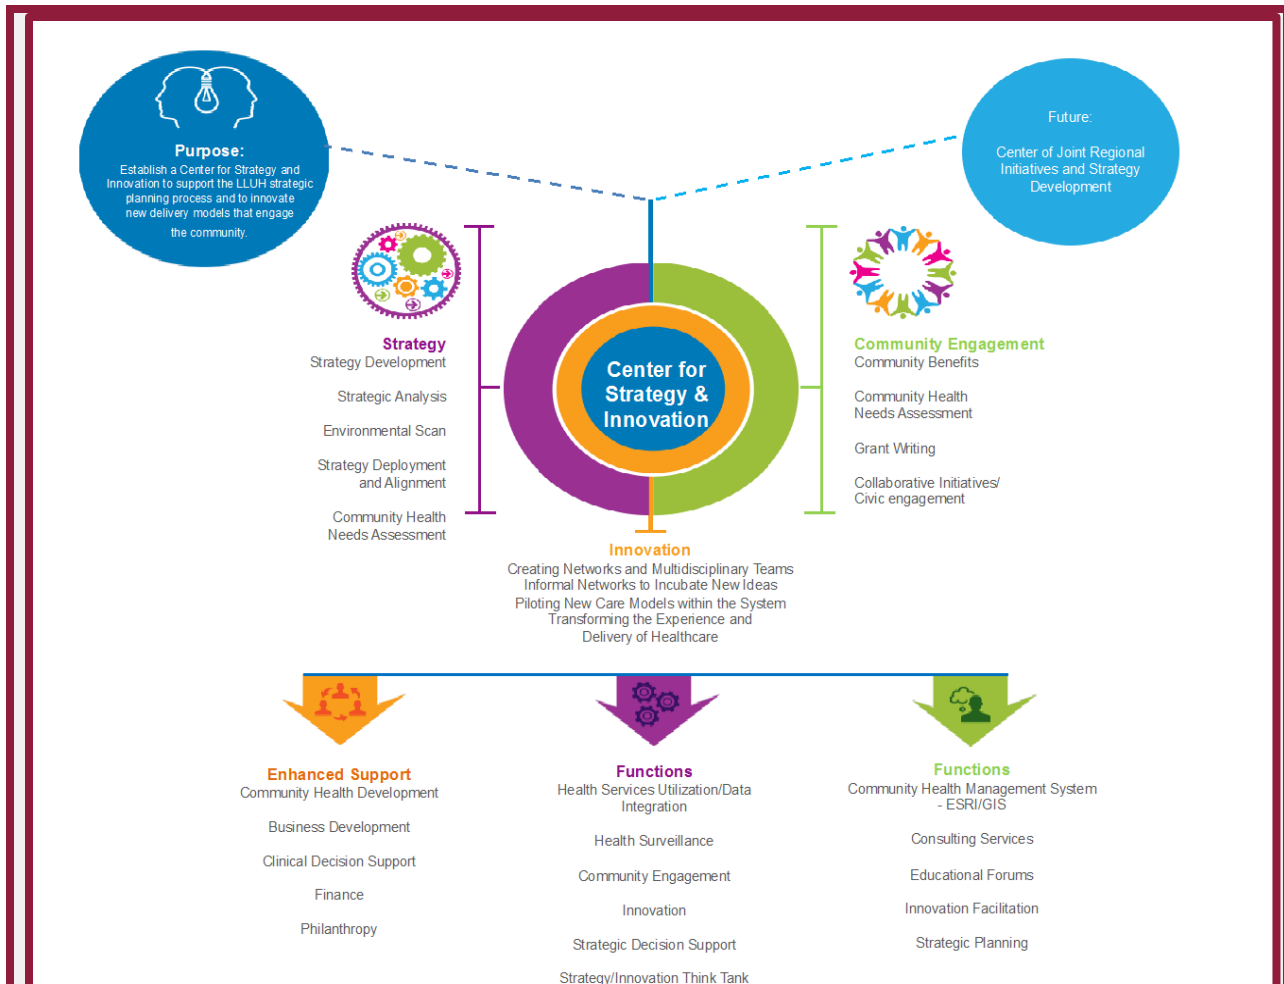 Purpose:
Establish a Center for Strategy and
Innovation to support the LLUH strategic
planning process and to innovate
new delivery models that engage
the community.
Future:
Center of Joint Regional
Initiatives and Strategy
Development
Strategy
Strategy Development
Strategic Analysis
Environmental Scan
Strategy Deployment
and Alignment
Community Health
Needs Assessment
Center for
Strategy &
Innovation
Community Engagement
Community Benefits
Community Health
Needs Assessment
Grant Writing
Collaborative Initiatives/
Civic engagement
Innovation
Creating Networks and Multidisciplinary Teams
Informal Networks to Incubate New Ideas
Piloting New Care Models within the System
Transforming the Experience and
Delivery of Healthcare
Enhanced Support
Community Health Development
Business Development
Clinical Decision Support
Finance
Philanthropy
Functions
Health Services Utilization/Data
Integration
Health Surveillance
Community Engagement
Innovation
Strategic Decision Support
Strategy/Innovation Think Tank
Functions
Community Health Management System
- ESRI/GIS
Consulting Services
Educational Forums
Innovation Facilitation
Strategic Planning